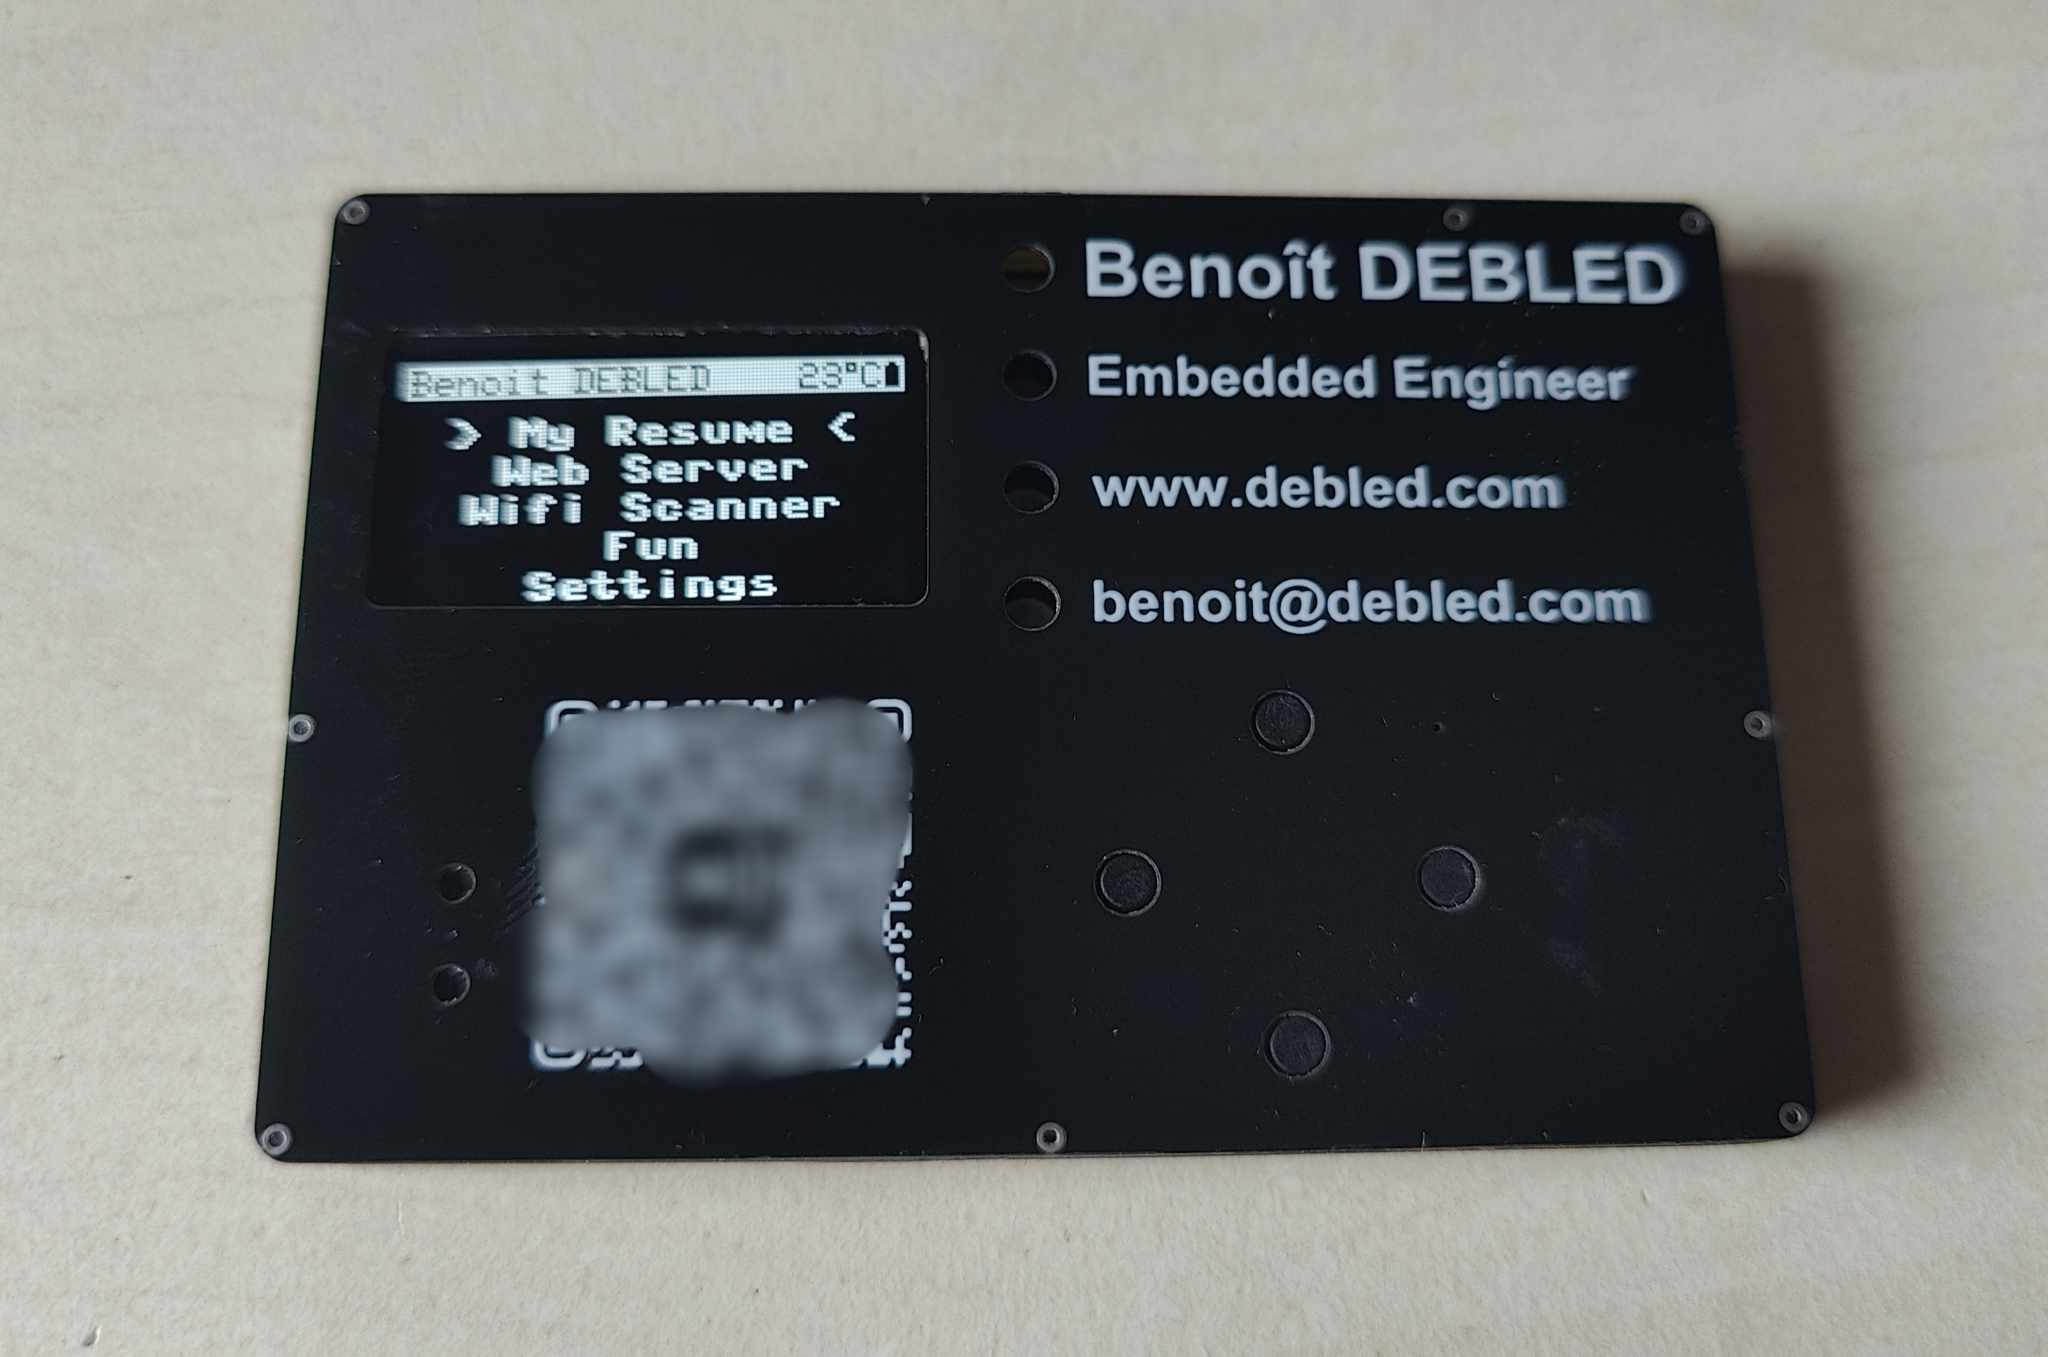 Benoit DEBLED 23°C
> My Resume <
Web Server
Wifi Scanner
Fun
Settings
Benoît DEBLED
Embedded Engineer
www.debled.com
benoit@debled.com